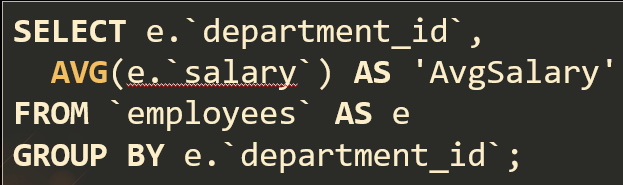 SELECT e.`department_id`,
  AVG(e.`salary`) AS 'AvgSalary'
FROM `employees` AS e
GROUP BY e.`department_id`;